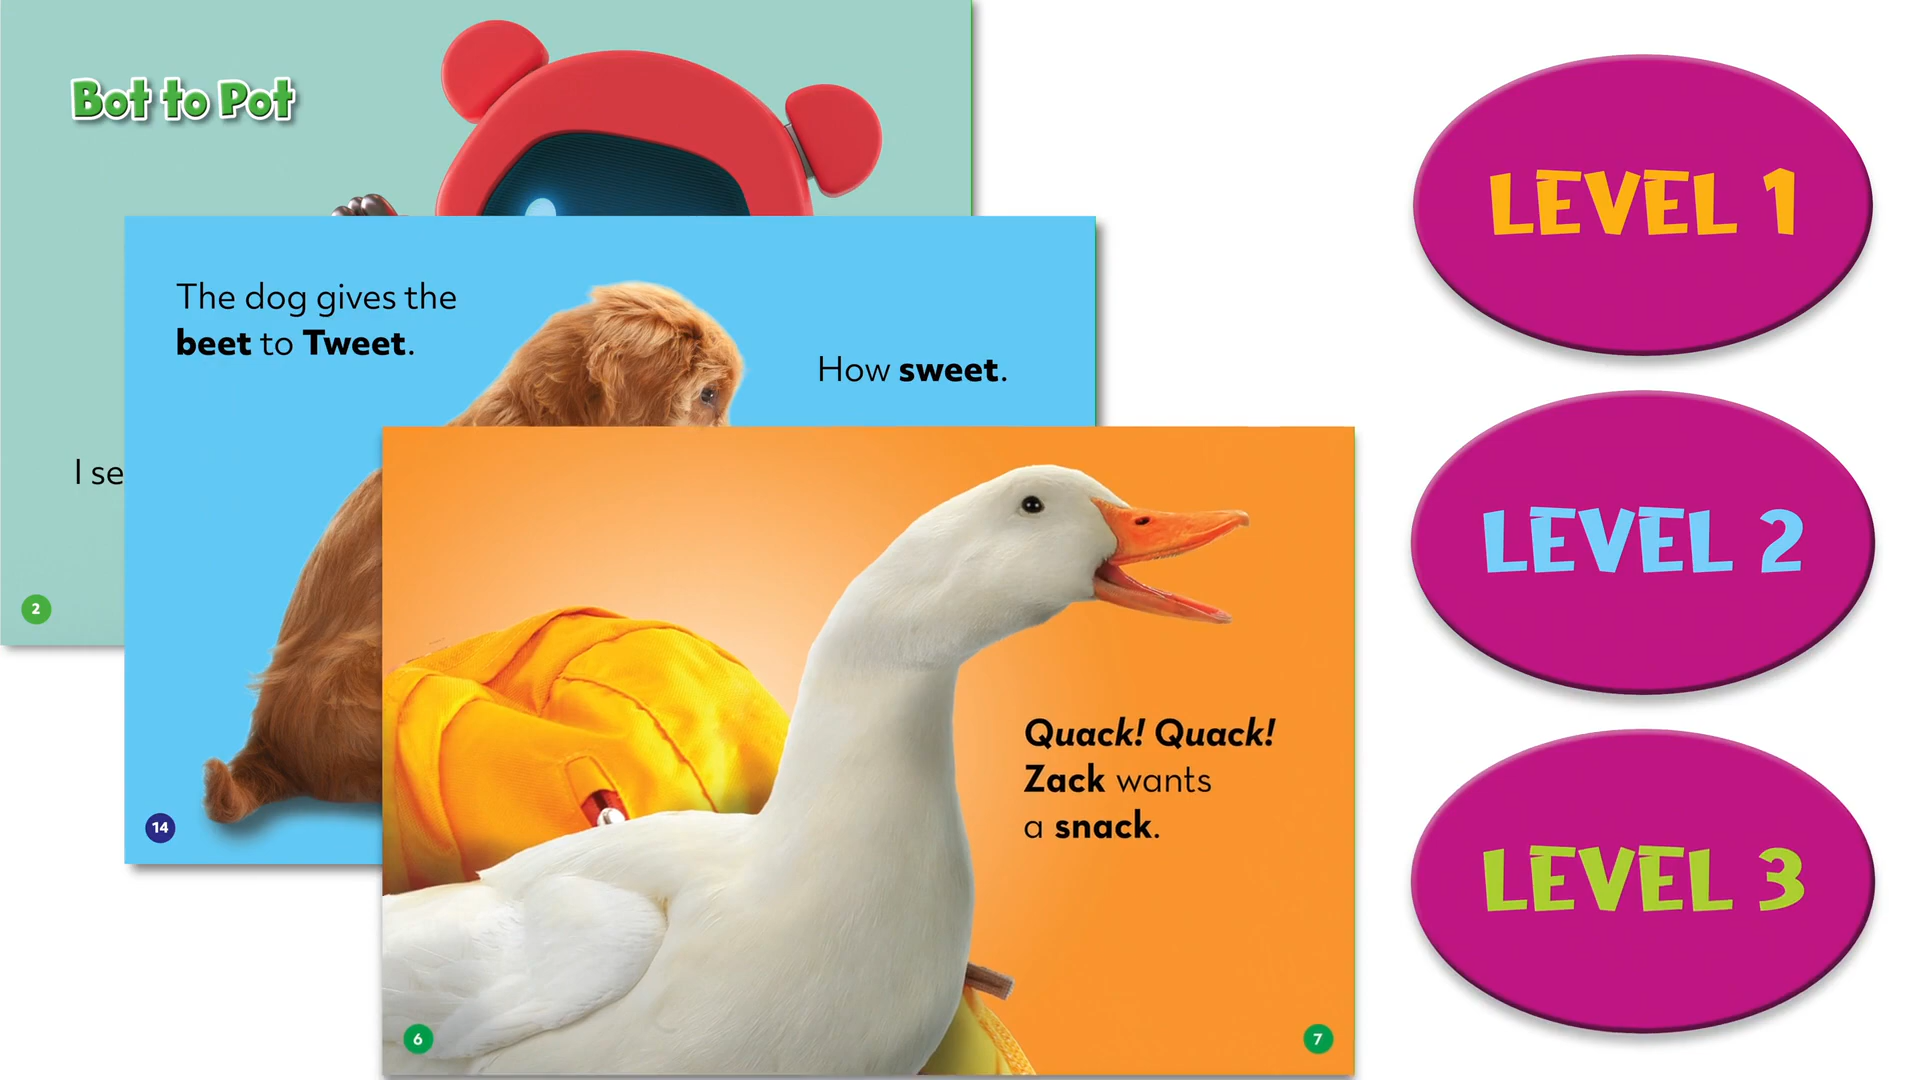 Bot to Pot
I se
2
The dog gives the
beet to Tweet.
How sweet.
14
Quack! Quack!
Zack wants
a snack.
6
7
LEVEL 1
LEVEL 2
LEVEL 3